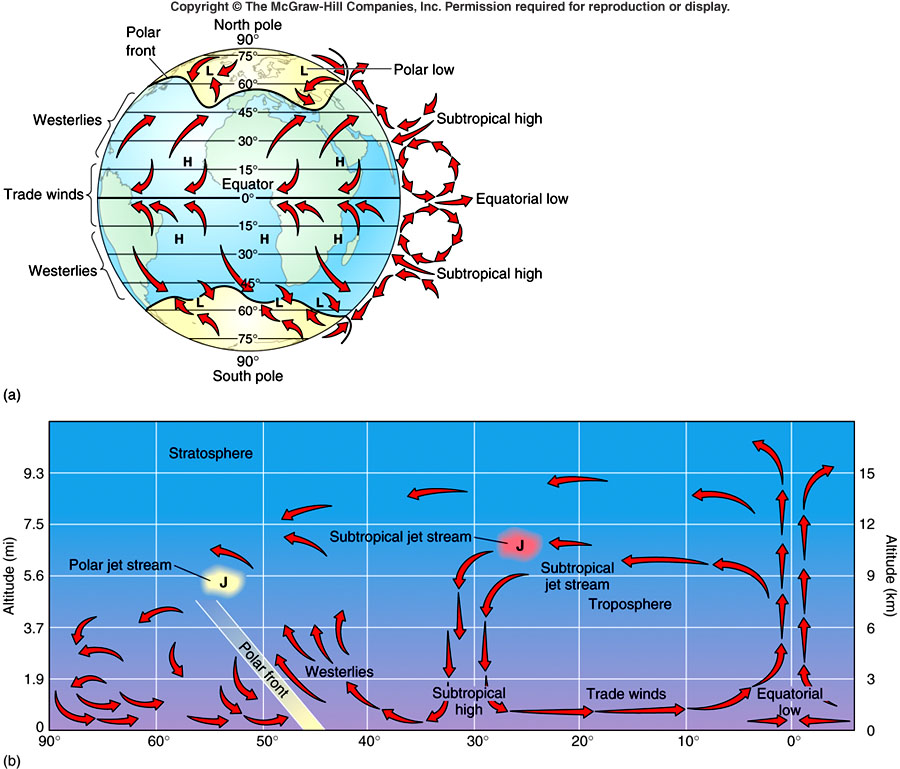 Copyright © The McGraw-Hill Companies, Inc. Permission required for reproduction or display.
North pole
90°
Polar
front
75°
L
L
Polar low
60°
45°
Westerlies
Subtropical high
30°
H
H
15°
Trade winds
Equator
0°
Equatorial low
15°
H
H
H
30°
Westerlies
Subtropical high
45°
L
L
L
60°
75°
90°
South pole
(a)
Stratosphere
9.3
15
7.5
12
Subtropical jet stream
J
Polar jet stream
J
Subtropical
jet stream
5.6
9
Altitude (mi)
Altitude (km)
Troposphere
3.7
6
Polar front
Westerlies
1.9
3
Subtropical
high
Trade winds
Equatorial
low
0
0
90°
60°
50°
40°
30°
20°
10°
0°
(b)